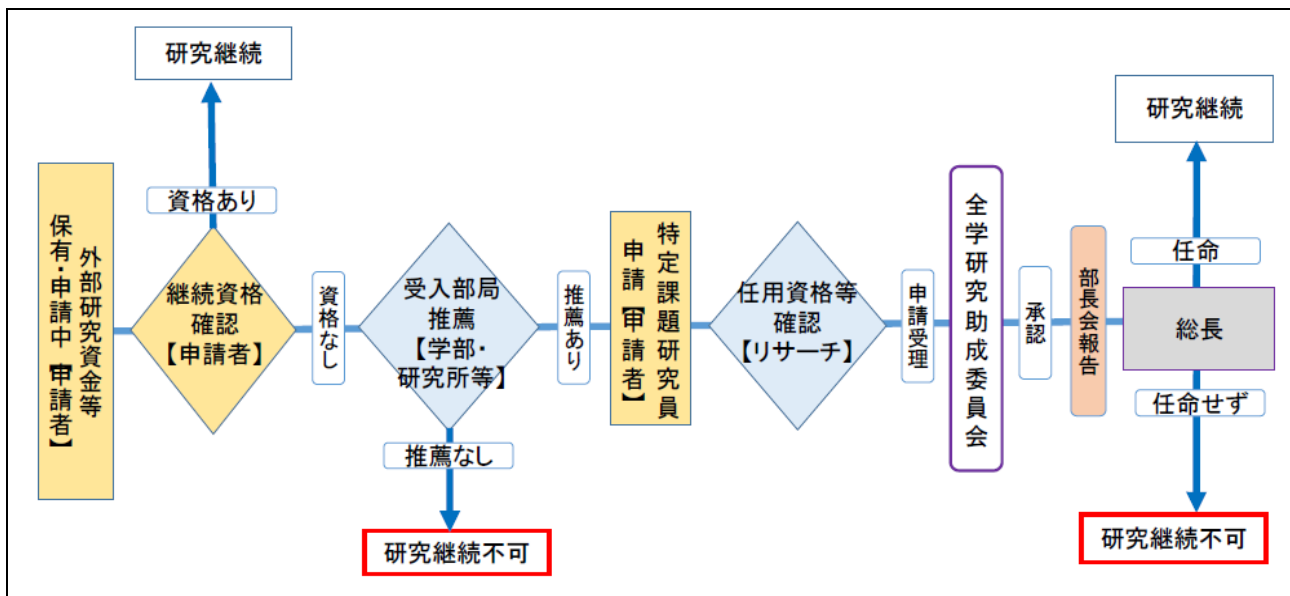 研究継続
資格あり
外部研究資金等
保有・申請中【申請者】
継続資格
確認
【申請者】
資格なし
受入部局
推薦
【学部・
研究所等】
推薦なし
研究継続不可
推薦あり
特定課題研究員
申請【申請者】
任用資格等
確認
【リサーチ】
申請受理
全学研究助成委員会
承認
部長会報告
研究継続
任命
総長
任命せず
研究継続不可